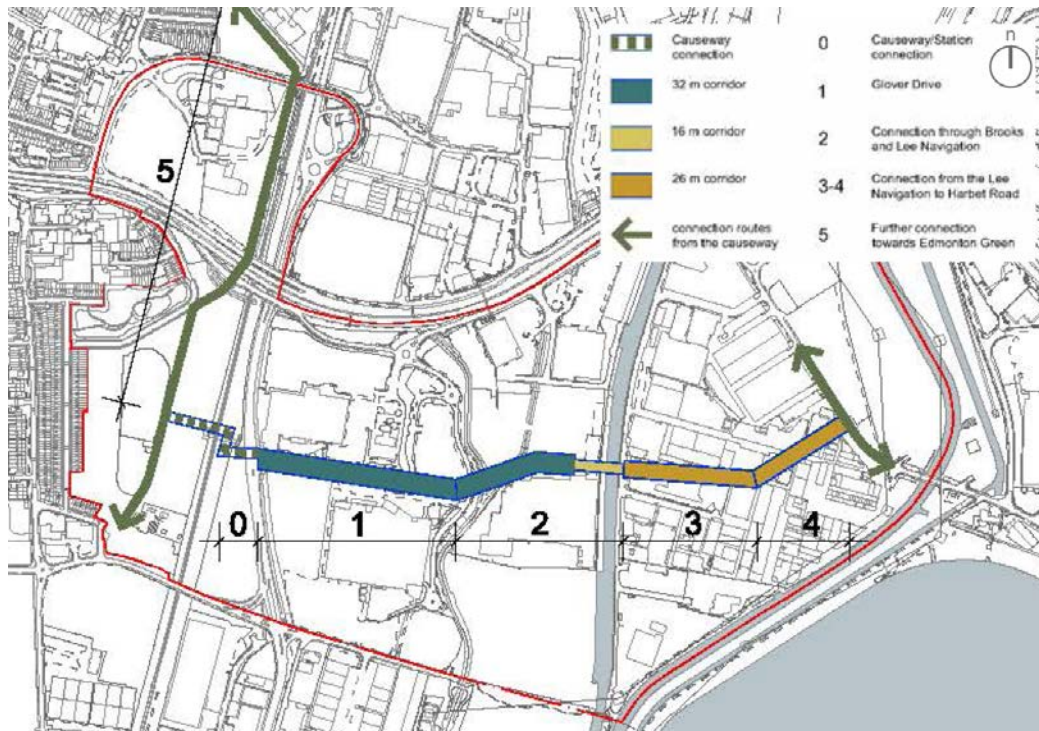 Causeway
connection
0
Causeway/Station
connection
n
32 m corridor
1
Glover Drive
16 m corridor
2
Connection through Brooks
and Lee Navigation
26 m corridor
3-4
Connection from the Lee
Navigation to Harbet Road
connection routes
from the causeway
5
Further connection
towards Edmonton Green
5
0
1
2
3
4